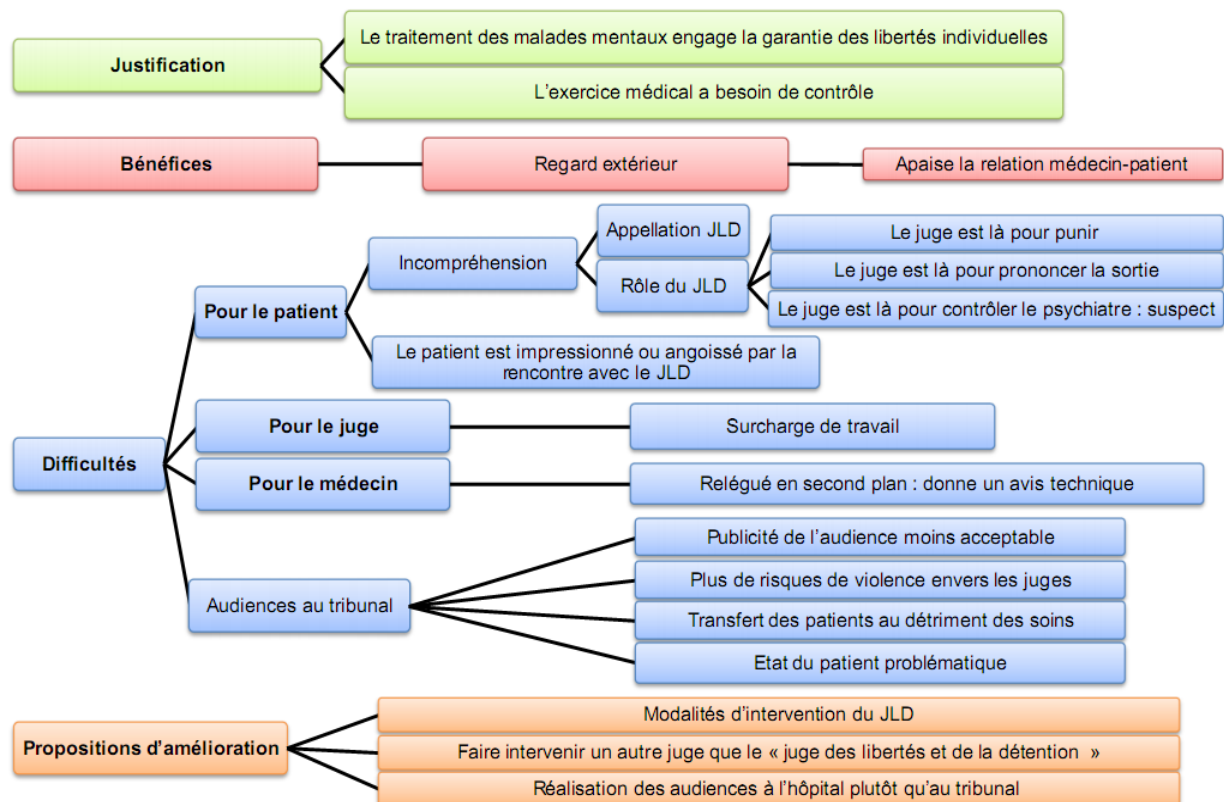 Justification
Le traitement des malades mentaux engage la garantie des libertés individuelles
L'exercice médical a besoin de contrôle
Bénéfices
Regard extérieur
Apaise la relation médecin-patient
Difficultés
Pour le patient
Incompréhension
Appellation JLD
Rôle du JLD
Le juge est là pour punir
Le juge est là pour prononcer la sortie
Le juge est là pour contrôler le psychiatre : suspect
Le patient est impressionné ou angoissé par la
rencontre avec le JLD
Pour le juge
Surcharge de travail
Pour le médecin
Relégué en second plan : donne un avis technique
Audiences au tribunal
Publicité de l'audience moins acceptable
Plus de risques de violence envers les juges
Transfert des patients au détriment des soins
Etat du patient problématique
Propositions d'amélioration
Modalités d'intervention du JLD
Faire intervenir un autre juge que le « juge des libertés et de la détention »
Réalisation des audiences à l'hôpital plutôt qu'au tribunal